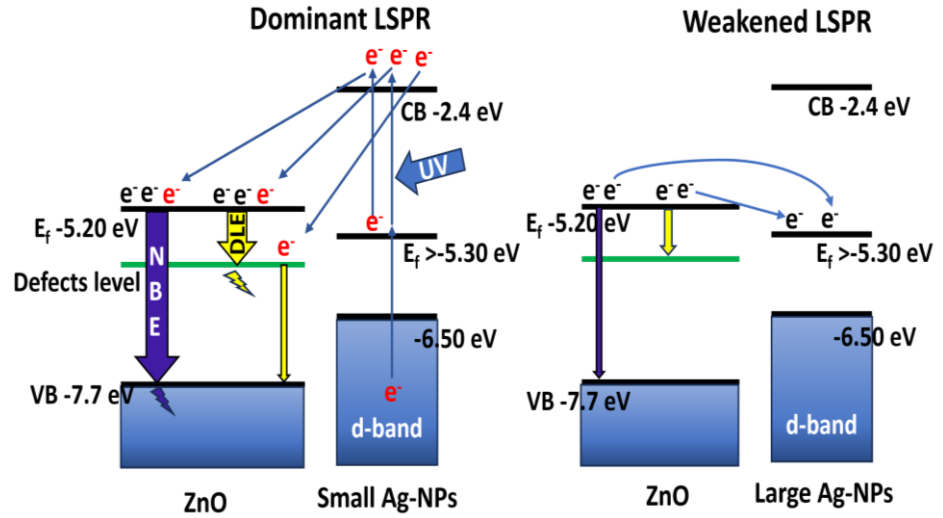 Dominant LSPR
Weakened LSPR
e⁻ e⁻ e⁻
CB -2.4 eV
UV
e⁻ e⁻ e⁻
e⁻ e⁻ e⁻
e⁻
E_f -5.20 eV
DLE
e⁻
E_f >-5.30 eV
Defects level
NBE
-6.50 eV
VB -7.7 eV
e⁻
d-band
ZnO
Small Ag-NPs
CB -2.4 eV
e⁻ e⁻
e⁻ e⁻
e⁻ e⁻
E_f -5.20 eV
E_f >-5.30 eV
-6.50 eV
VB -7.7 eV
d-band
ZnO
Large Ag-NPs